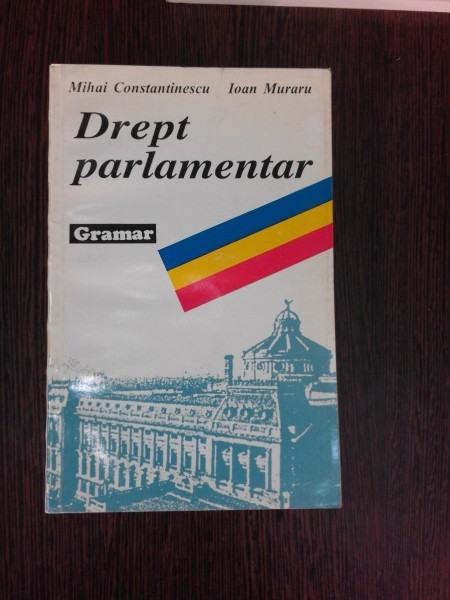 Mihai Constantinescu Ioan Muraru
Drept
parlamentar
Gramar